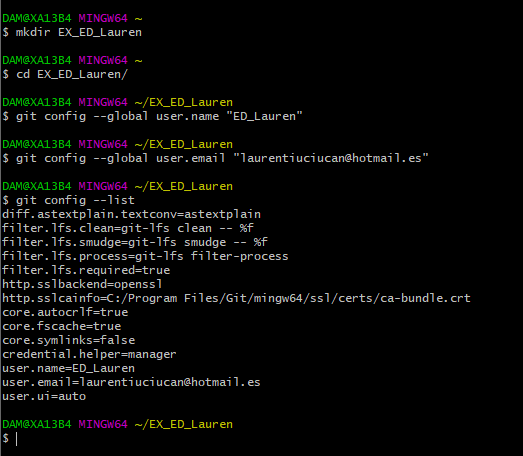 DAM@XA13B4 MINGW64 ~
$ mkdir EX_ED_Lauren
DAM@XA13B4 MINGW64 ~
$ cd EX_ED_Lauren/
DAM@XA13B4 MINGW64 ~/EX_ED_Lauren
$ git config --global user.name "ED_Lauren"
DAM@XA13B4 MINGW64 ~/EX_ED_Lauren
$ git config --global user.email "laurentiuciucan@hotmail.es"
DAM@XA13B4 MINGW64 ~/EX_ED_Lauren
$ git config --list
diff.astextplain.textconv=astextplain
filter.lfs.clean=git-lfs clean -- %f
filter.lfs.smudge=git-lfs smudge -- %f
filter.lfs.process=git-lfs filter-process
filter.lfs.required=true
http.sslbackend=openssl
http.sslcainfo=C:/Program Files/Git/mingw64/ssl/certs/ca-bundle.crt
core.autocrlf=true
core.fscache=true
core.symlinks=false
credential.helper=manager
user.name=ED_Lauren
user.email=laurentiuciucan@hotmail.es
user.ui=auto
DAM@XA13B4 MINGW64 ~/EX_ED_Lauren
$